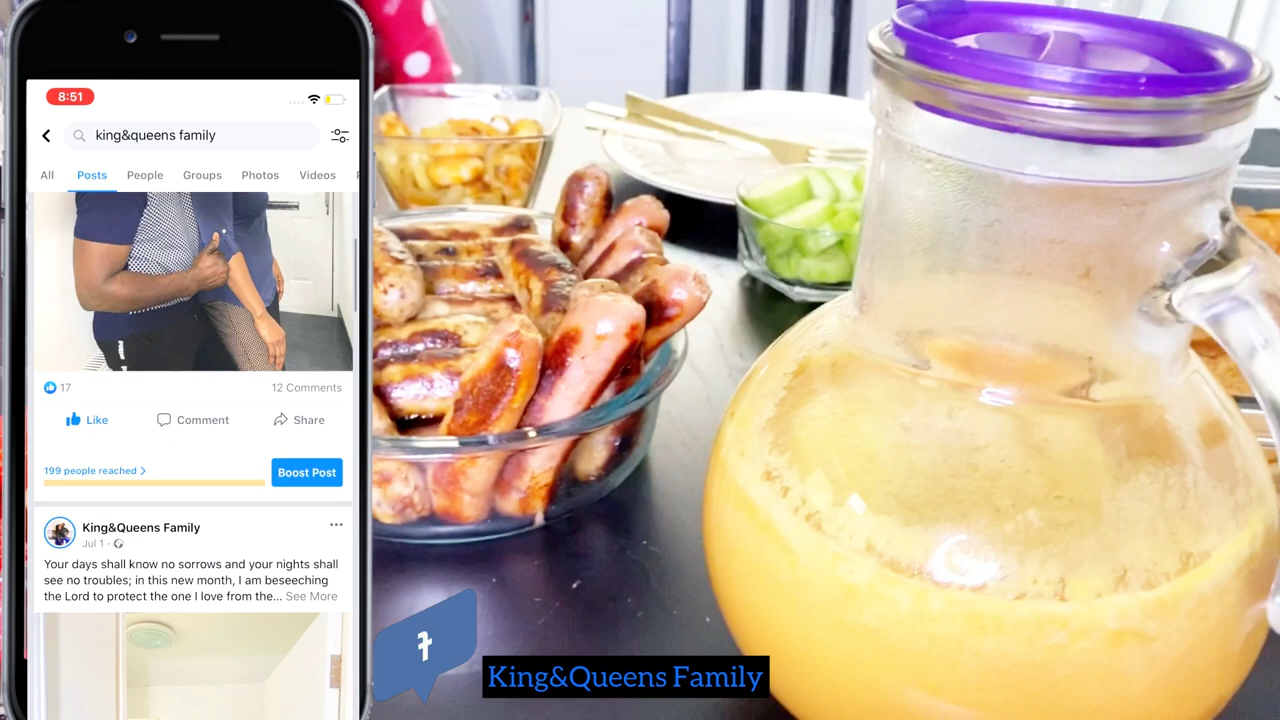 8:51
king&queens family
All Posts People Groups Photos Videos
17 12 Comments
Like Comment Share
199 people reached >
Boost Post
King&Queens Family
Jul 1 ·
Your days shall know no sorrows and your nights shall
see no troubles; in this new month, I am beseeching
the Lord to protect the one I love from the... See More
f
King&Queens Family